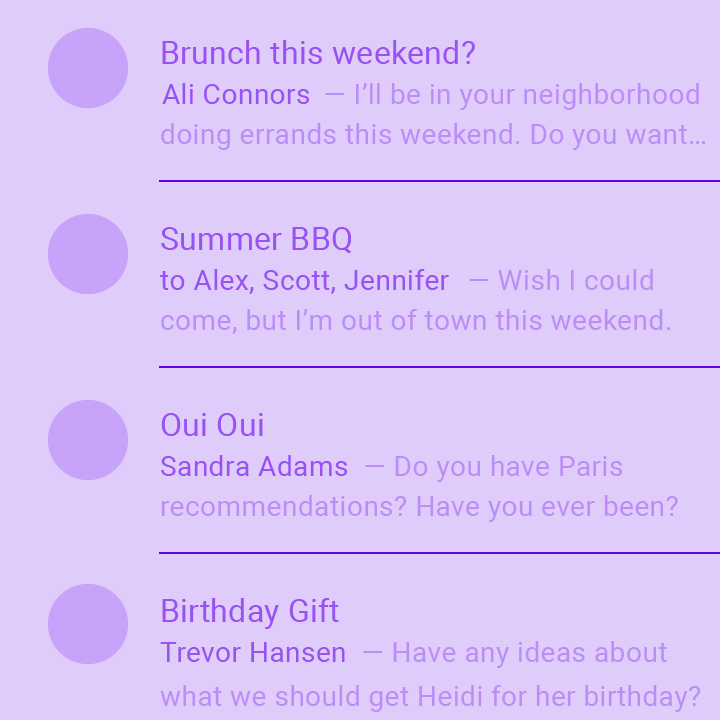 Brunch this weekend?
Ali Connors — I’ll be in your neighborhood
doing errands this weekend. Do you want…
Summer BBQ
to Alex, Scott, Jennifer — Wish I could
come, but I’m out of town this weekend.
Oui Oui
Sandra Adams — Do you have Paris
recommendations? Have you ever been?
Birthday Gift
Trevor Hansen — Have any ideas about
what we should get Heidi for her birthday?